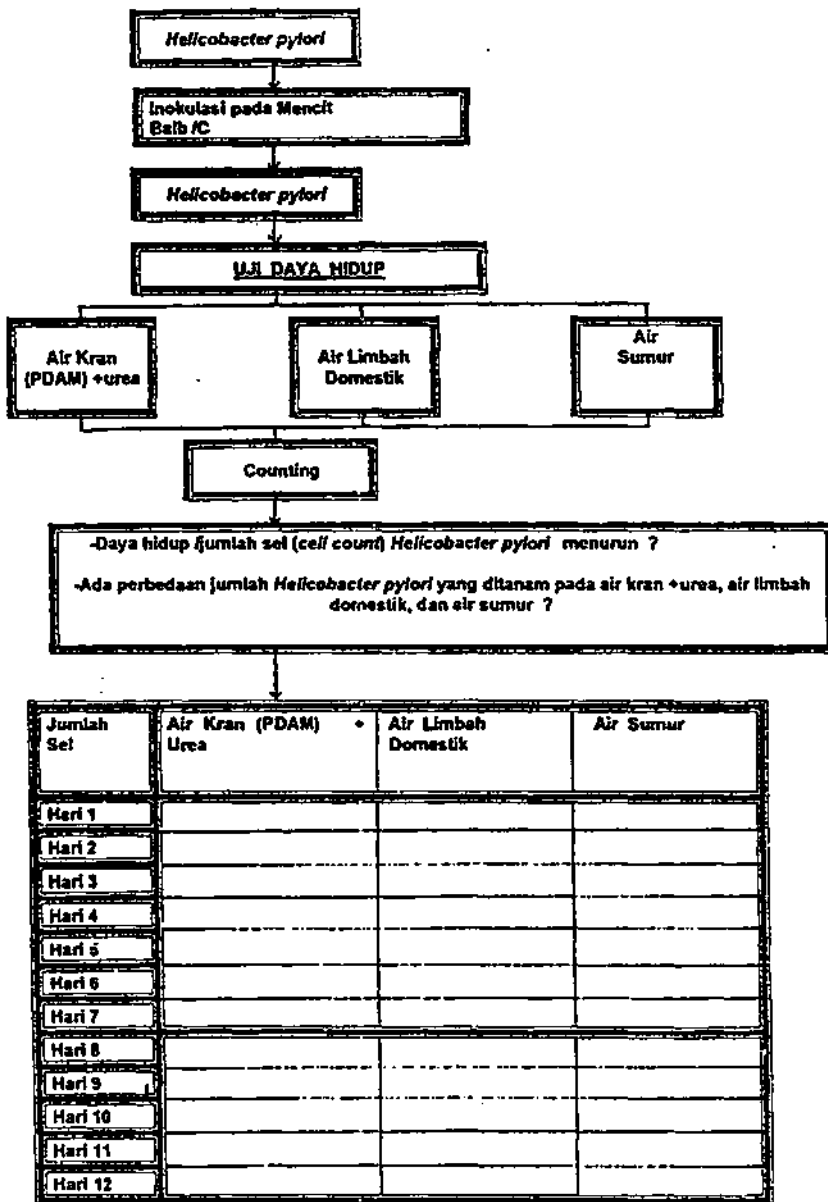 Helicobacter pylori
Inokulasi pada Mencit
Balb /C
Helicobacter pylori
UJI DAYA HIDUP
Air Kran
(PDAM) +urea
Air Limbah
Domestik
Air
Sumur
Counting
-Daya hidup /jumlah sel (cell count) Helicobacter pylori menurun ?
-Ada perbedaan jumlah Helicobacter pylori yang ditanam pada air kran +urea, air limbah
domestik, dan air sumur ?
Jumlah
Sel
Air Kran (PDAM) +
Urea
Air Limbah
Domestik
Air Sumur
Hari 1
Hari 2
Hari 3
Hari 4
Hari 5
Hari 6
Hari 7
Hari 8
Hari 9
Hari 10
Hari 11
Hari 12